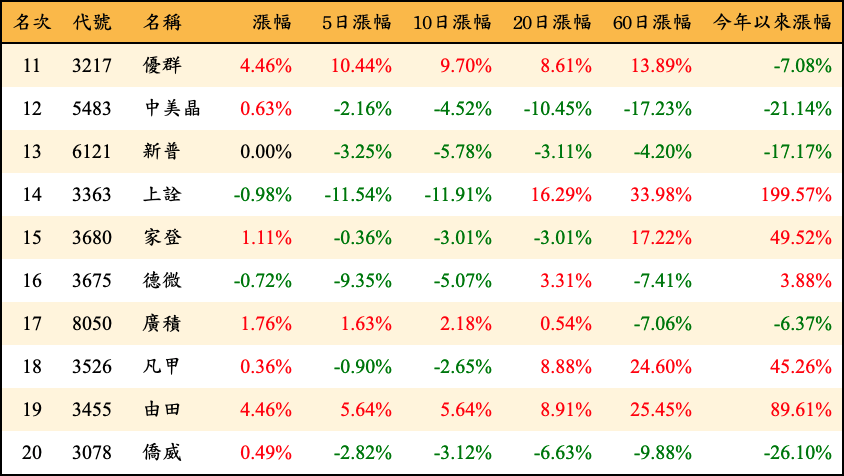 名次 代號 名稱 漲幅 5日漲幅 10日漲幅 20日漲幅 60日漲幅 今年以來漲幅
11 3217 優群 4.46% 10.44% 9.70% 8.61% 13.89% -7.08%
12 5483 中美晶 0.63% -2.16% -4.52% -10.45% -17.23% -21.14%
13 6121 新普 0.00% -3.25% -5.78% -3.11% -4.20% -17.17%
14 3363 上詮 -0.98% -11.54% -11.91% 16.29% 33.98% 199.57%
15 3680 家登 1.11% -0.36% -3.01% -3.01% 17.22% 49.52%
16 3675 德微 -0.72% -9.35% -5.07% 3.31% -7.41% 3.88%
17 8050 廣積 1.76% 1.63% 2.18% 0.54% -7.06% -6.37%
18 3526 凡甲 0.36% -0.90% -2.65% 8.88% 24.60% 45.26%
19 3455 由田 4.46% 5.64% 5.64% 8.91% 25.45% 89.61%
20 3078 僑威 0.49% -2.82% -3.12% -6.63% -9.88% -26.10%